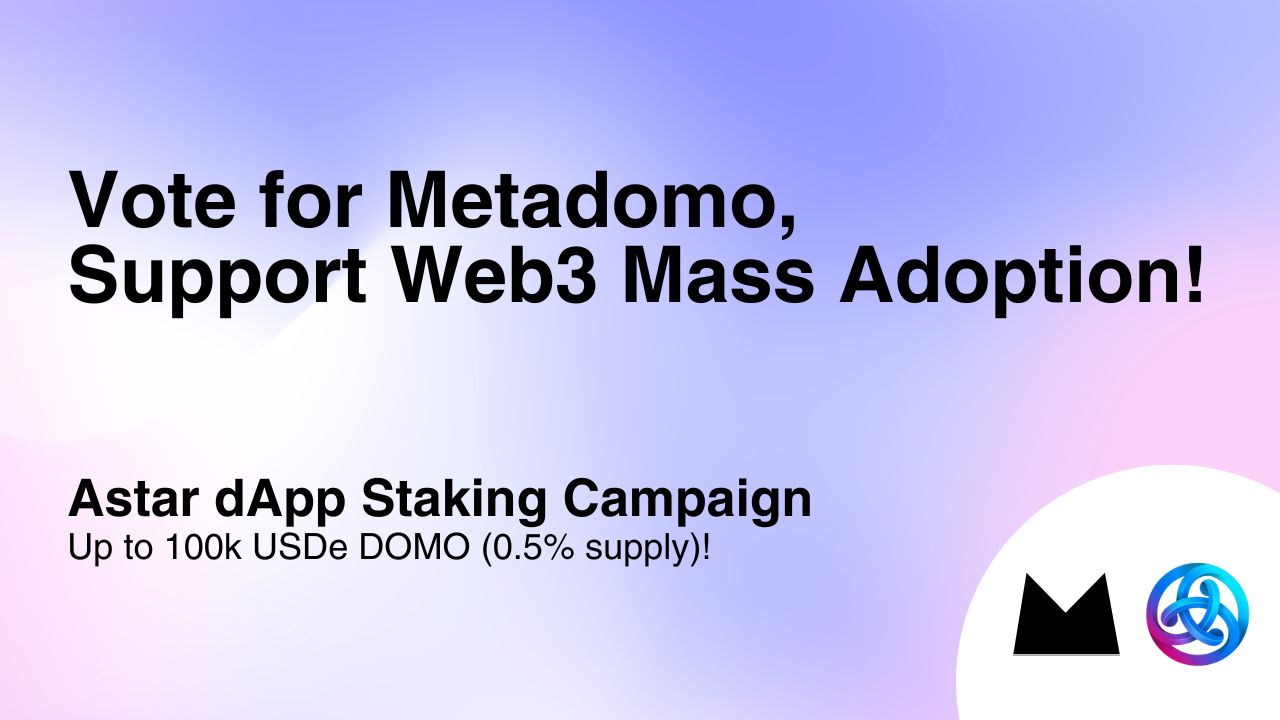 Vote for Metadomo,
Support Web3 Mass Adoption!
Astar dApp Staking Campaign
Up to 100k USDe DOMO (0.5% supply)!